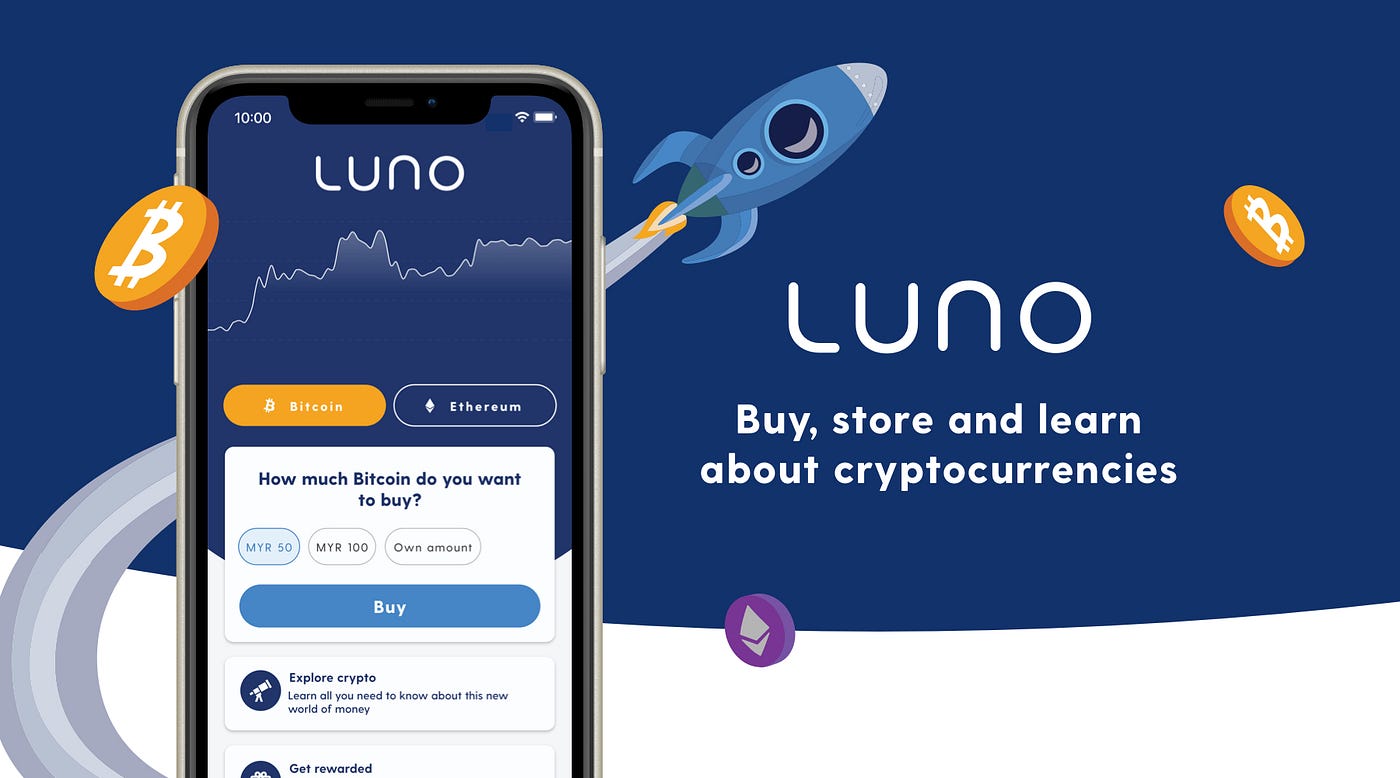 10:00
LUNO
Bitcoin
Ethereum
How much Bitcoin do you want
to buy?
MYR 50
MYR 100
Own amount
Buy
Explore crypto
Learn all you need to know about this new
world of money
Get rewarded
LUNO
Buy, store and learn
about cryptocurrencies